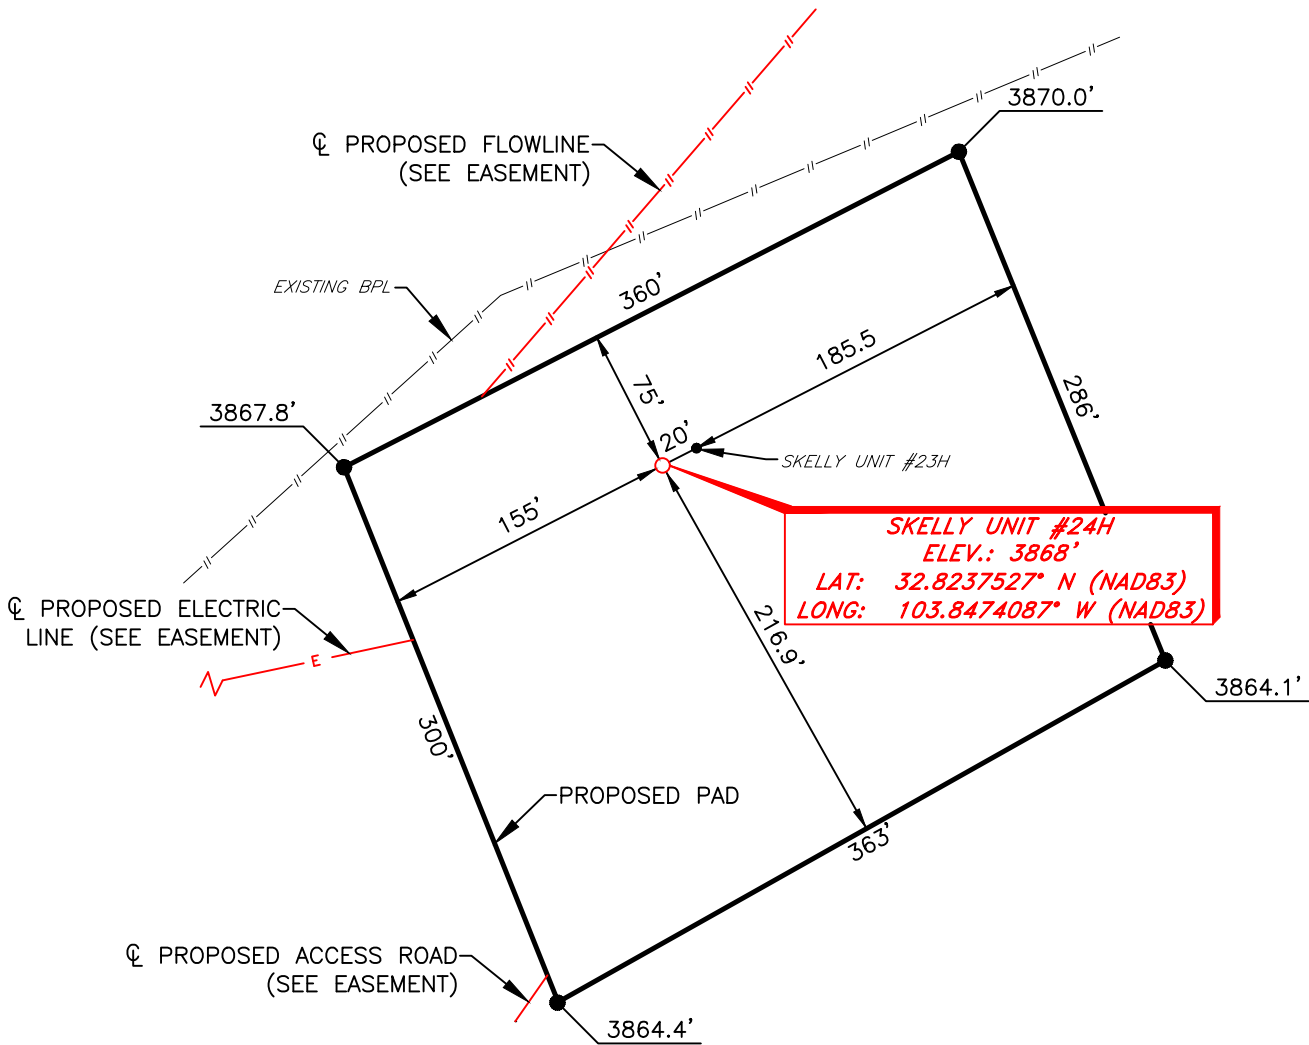 3870.0'
℄ PROPOSED FLOWLINE
(SEE EASEMENT)
EXISTING BPL
360'
185.5
75'
286'
3867.8'
20'
SKELLY UNIT #23H
155'
SKELLY UNIT #24H
ELEV.: 3868'
LAT: 32.8237527° N (NAD83)
LONG: 103.8474087° W (NAD83)
℄ PROPOSED ELECTRIC
LINE (SEE EASEMENT)
E
216.9'
3864.1'
300'
PROPOSED PAD
363'
℄ PROPOSED ACCESS ROAD
(SEE EASEMENT)
3864.4'